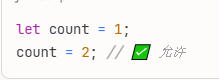 let count = 1;
count = 2; // ✅ 允许